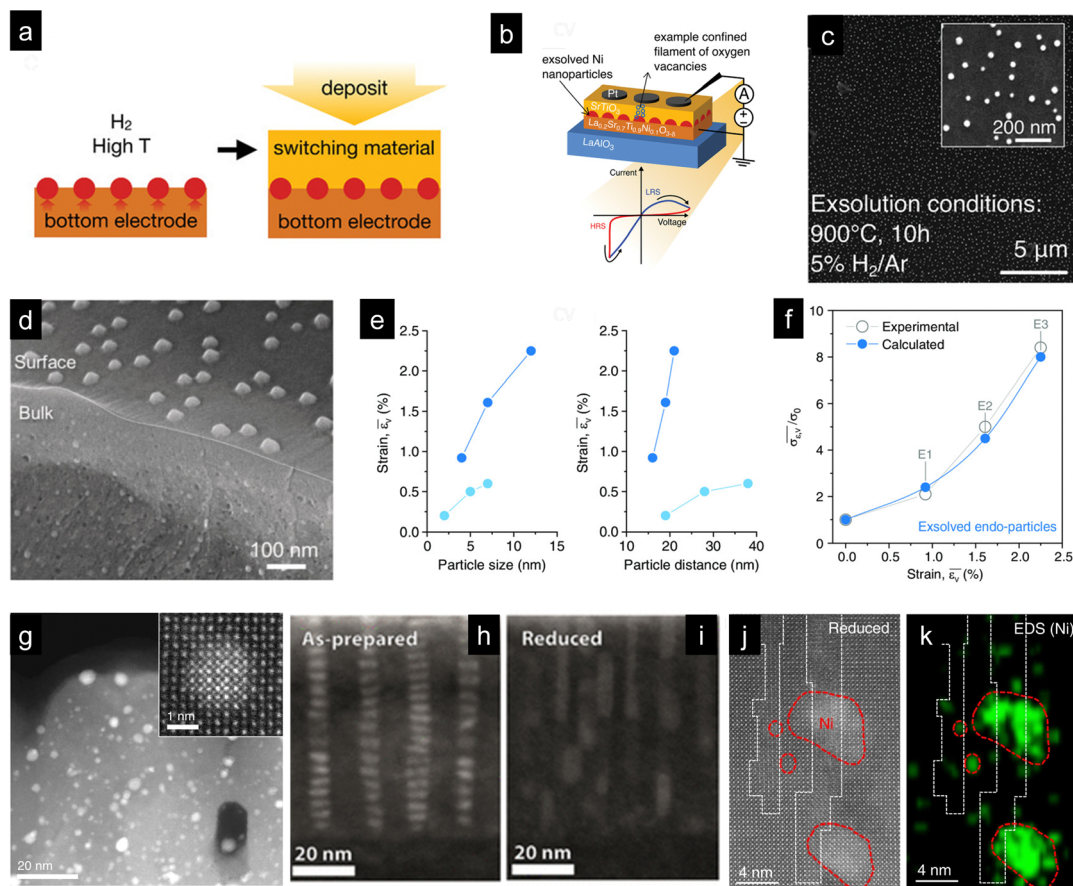 a
H2
High T
deposit
switching material
bottom electrode
bottom electrode
b
exsolved Ni
nanoparticles
example confined
filament of oxygen
vacancies
Pt
SrTiO3
La0.2Sr0.7Ti0.9Ni0.1O3-δ
LaAlO3
A
+
−
Current
LRS
Voltage
HRS
c
200 nm
Exsolution conditions:
900°C, 10h
5% H2/Ar
5 μm
d
Surface
Bulk
100 nm
e
Strain, ε̅v (%)
2.5
2.0
1.5
1.0
0.5
0.0
0 5 10 15
Particle size (nm)
Strain, ε̅v (%)
2.5
2.0
1.5
1.0
0.5
0.0
10 20 30 40
Particle distance (nm)
f
Experimental
Calculated
σ̅ε,v/σ0
10
8
6
4
2
0
E1
E2
E3
Exsolved endo-particles
0.0 0.5 1.0 1.5 2.0 2.5
Strain, ε̅v (%)
g
1 nm
20 nm
As-prepared
h
20 nm
Reduced
i
20 nm
j
Reduced
Ni
4 nm
k
EDS (Ni)
4 nm